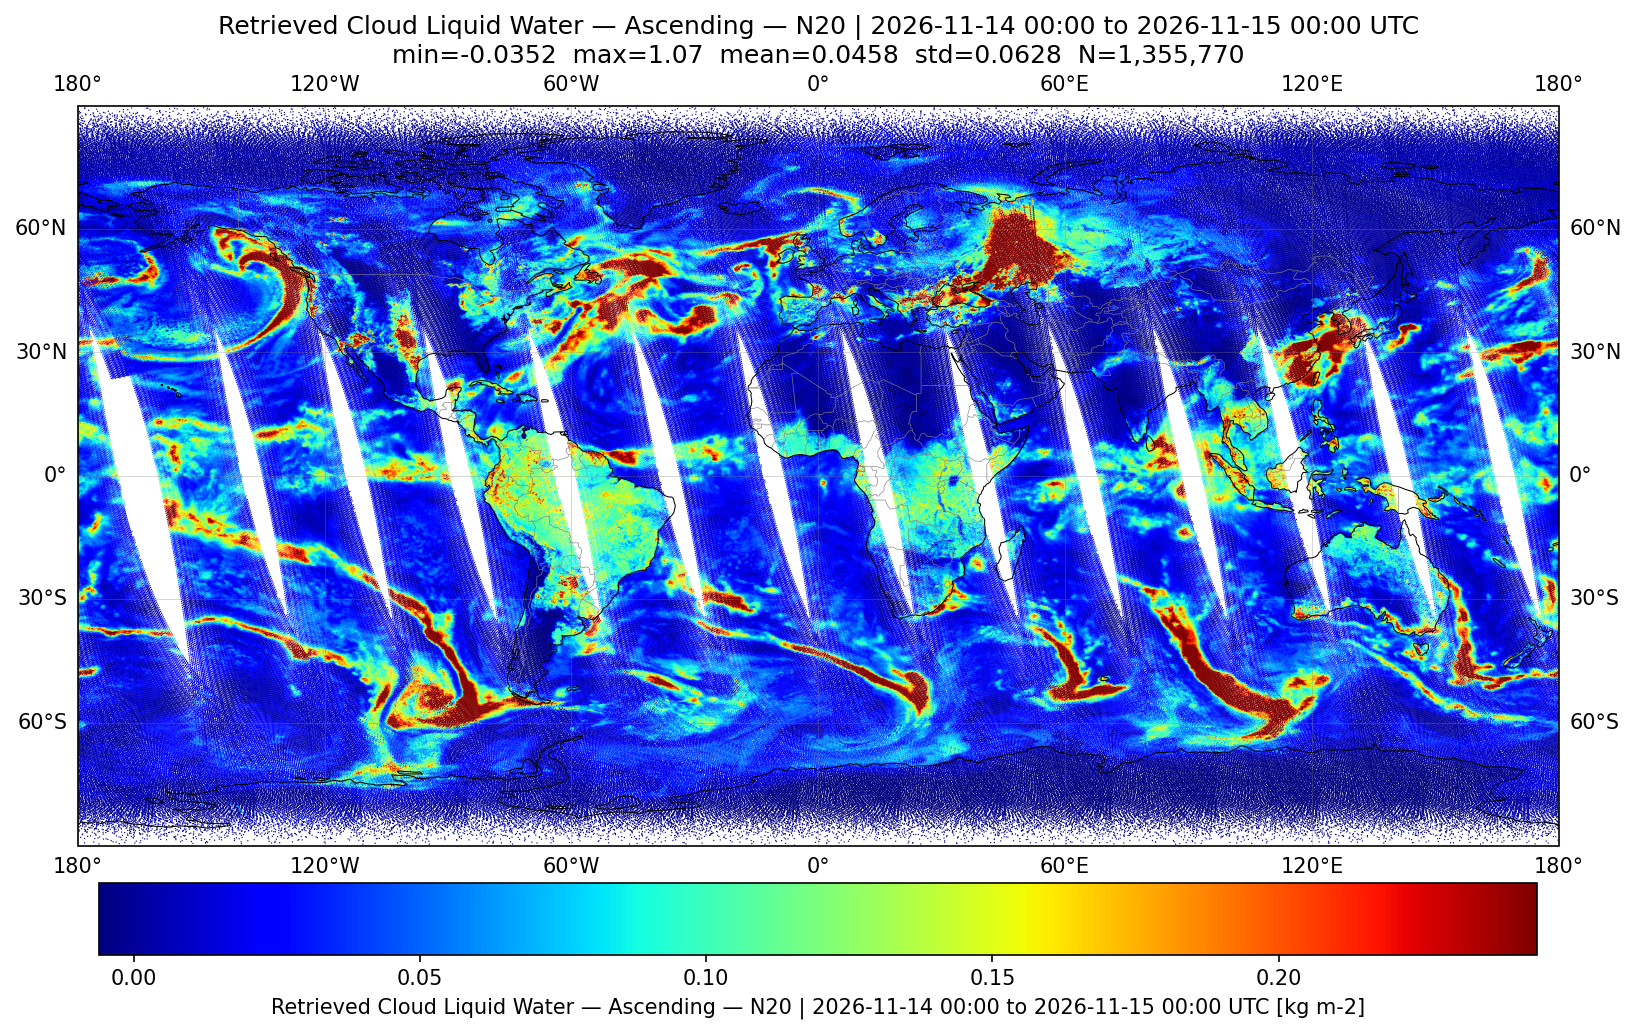 Retrieved Cloud Liquid Water — Ascending — N20 | 2026-11-14 00:00 to 2026-11-15 00:00 UTC
min=-0.0352  max=1.07  mean=0.0458  std=0.0628  N=1,355,770
180° 120°W 60°W 0° 60°E 120°E 180°
60°N 60°N
30°N 30°N
0° 0°
30°S 30°S
60°S 60°S
180° 120°W 60°W 0° 60°E 120°E 180°
0.00 0.05 0.10 0.15 0.20
Retrieved Cloud Liquid Water — Ascending — N20 | 2026-11-14 00:00 to 2026-11-15 00:00 UTC [kg m-2]